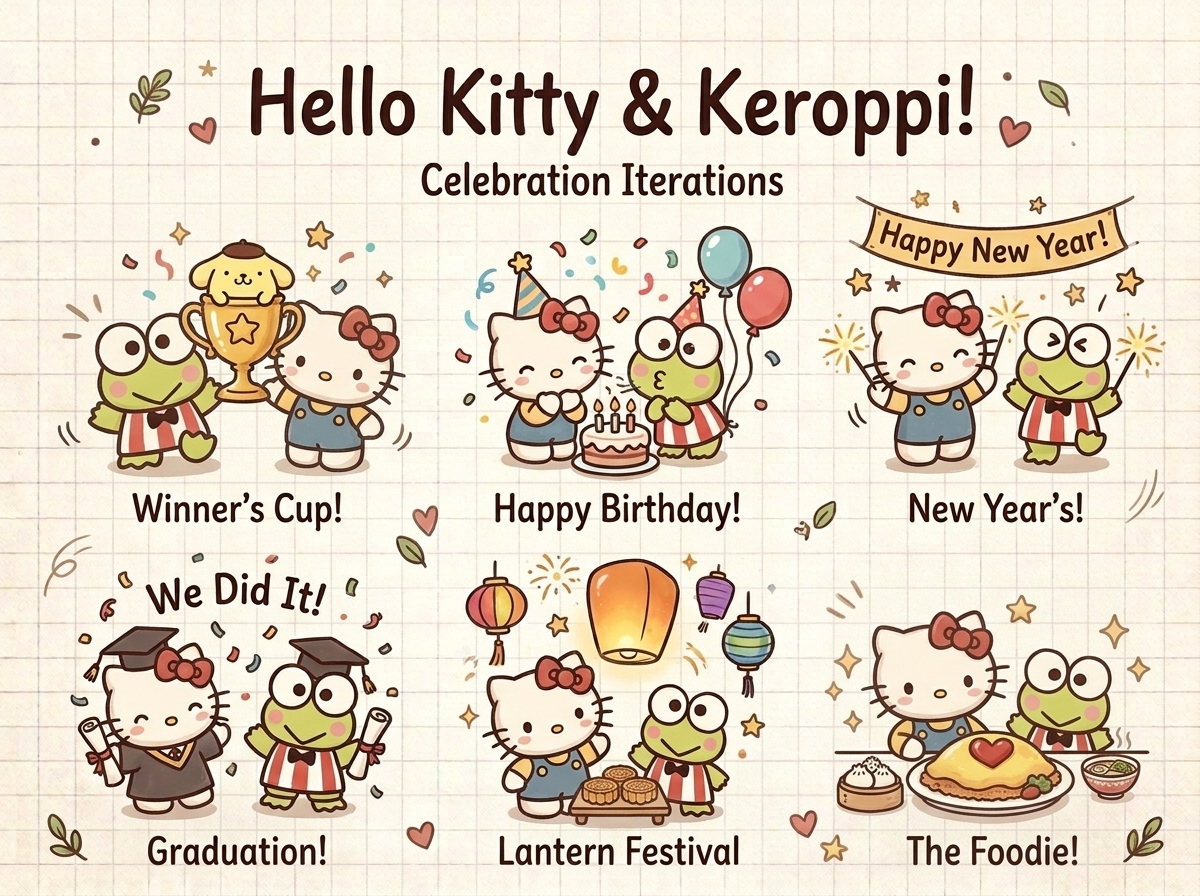 Hello Kitty & Keroppi!
Celebration Iterations
Happy New Year!
Winner's Cup!
Happy Birthday!
New Year's!
We Did It!
Graduation!
Lantern Festival
The Foodie!